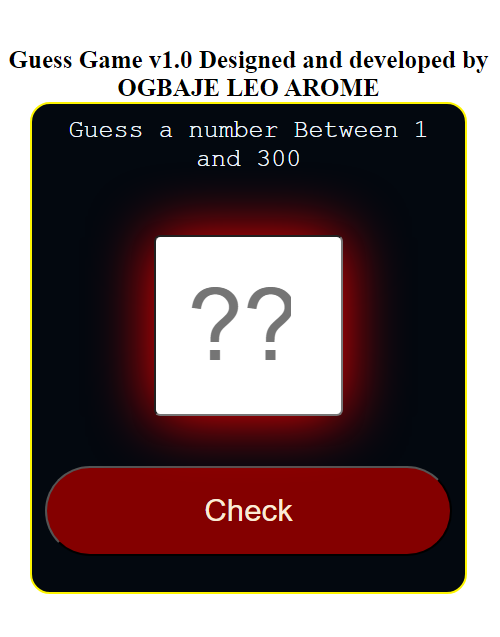 Guess Game v1.0 Designed and developed by
OGBAJE LEO AROME
Guess a number Between 1
and 300
??
Check